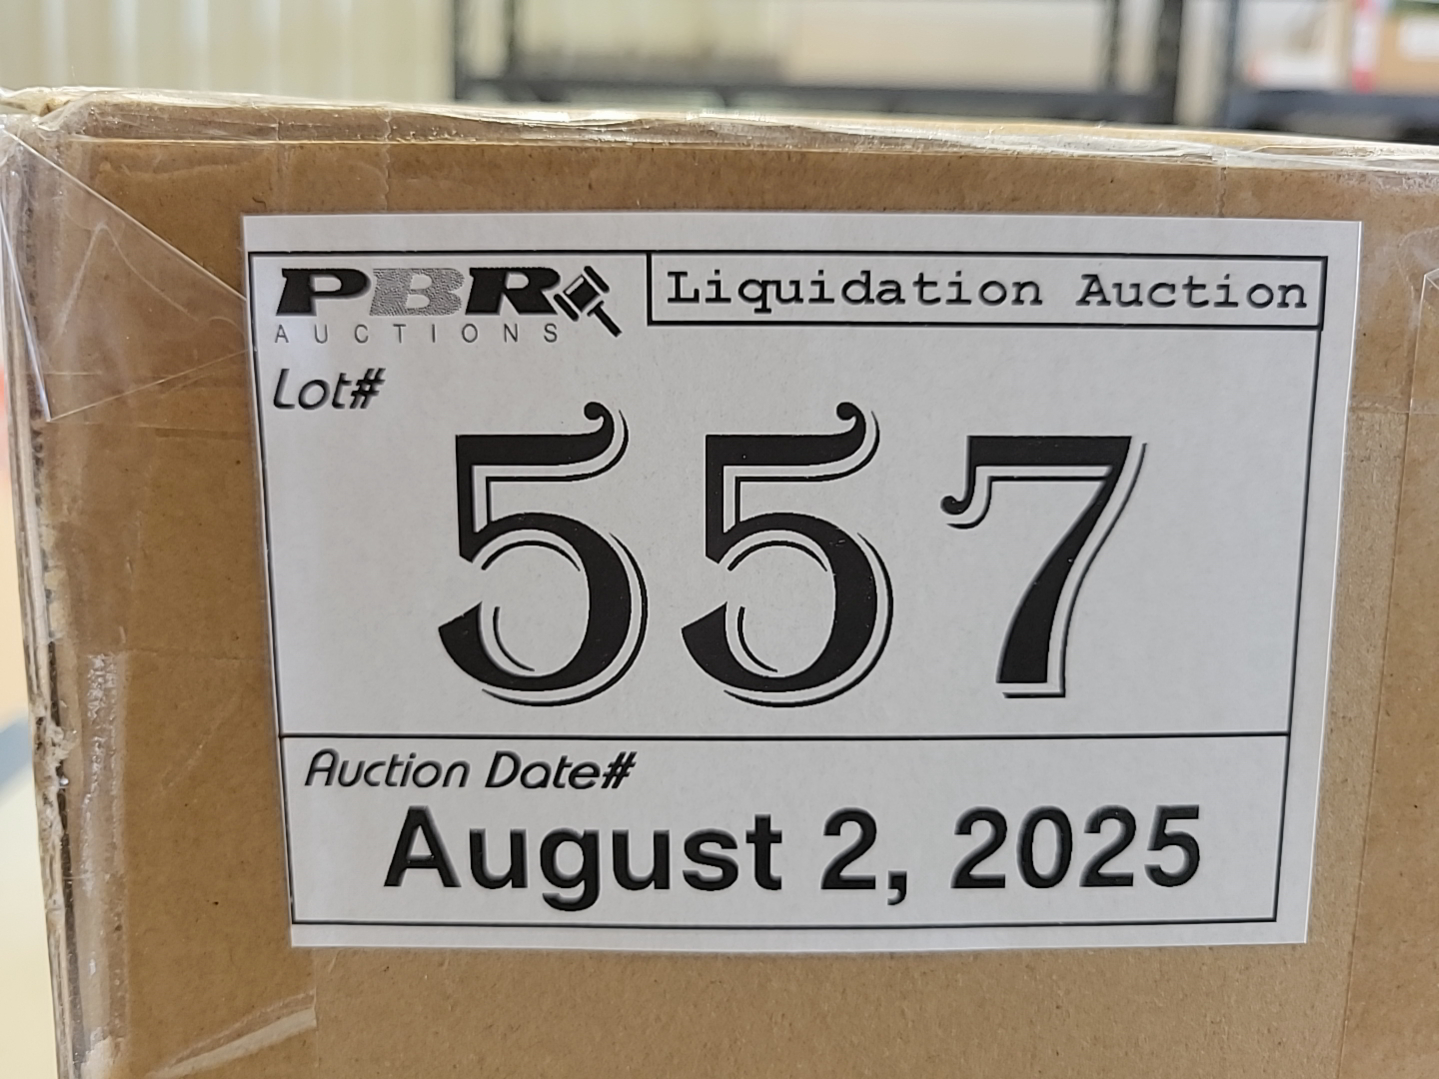 PBR
AUCTIONS
Liquidation Auction
Lot#
557
Auction Date#
August 2, 2025